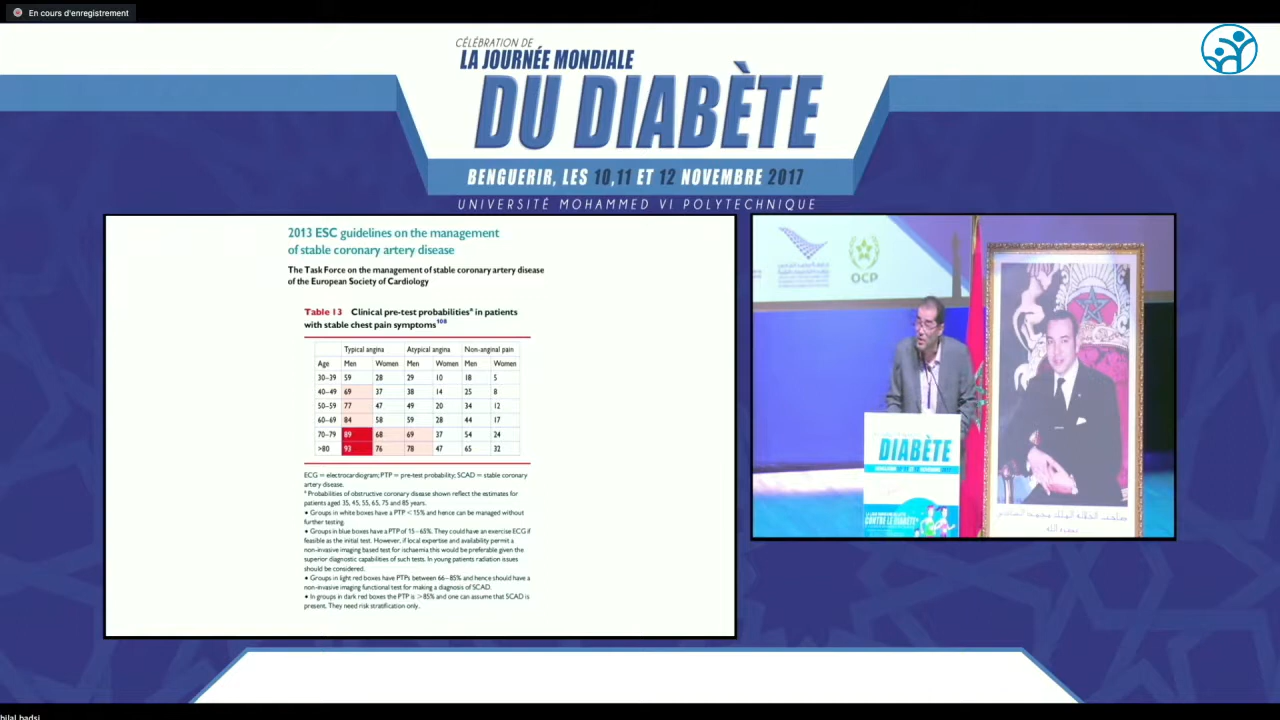 En cours d'enregistrement
CÉLÉBRATION DE
LA JOURNÉE MONDIALE
DU DIABÈTE
BENGUERIR, LES 10,11 ET 12 NOVEMBRE 2017
UNIVERSITÉ MOHAMMED VI POLYTECHNIQUE
2013 ESC guidelines on the management
of stable coronary artery disease
The Task Force on the management of stable coronary artery disease
of the European Society of Cardiology
Table 13 Clinical pre-test probabilitiesᵃ in patients
with stable chest pain symptoms¹⁰⁸
Typical angina Atypical angina Non-anginal pain
Age Men Women Men Women Men Women
30–39 59 28 29 10 18 5
40–49 69 37 38 14 25 8
50–59 77 47 49 20 34 12
60–69 84 58 59 28 44 17
70–79 89 68 69 37 54 24
>80 93 76 78 47 65 32
ECG = electrocardiogram; PTP = pre-test probability; SCAD = stable coronary
artery disease.
ᵃ Probabilities of obstructive coronary disease shown reflect the estimates for
patients aged 35, 45, 55, 65, 75 and 85 years.
• Groups in white boxes have a PTP <15% and hence can be managed without
further testing.
• Groups in blue boxes have a PTP of 15–65%. They could have an exercise ECG if
feasible as the initial test. However, if local expertise and availability permit a
non-invasive imaging based test for ischaemia this would be preferable given the
superior diagnostic capabilities of such tests. In young patients radiation issues
should be considered.
• Groups in light red boxes have PTPs between 66–85% and hence should have a
non-invasive imaging functional test for making a diagnosis of SCAD.
• In groups in dark red boxes the PTP is >85% and one can assume that SCAD is
present. They need risk stratification only.
OCP
DIABÈTE
CONTRE LE DIABÈTE
bilal badsi